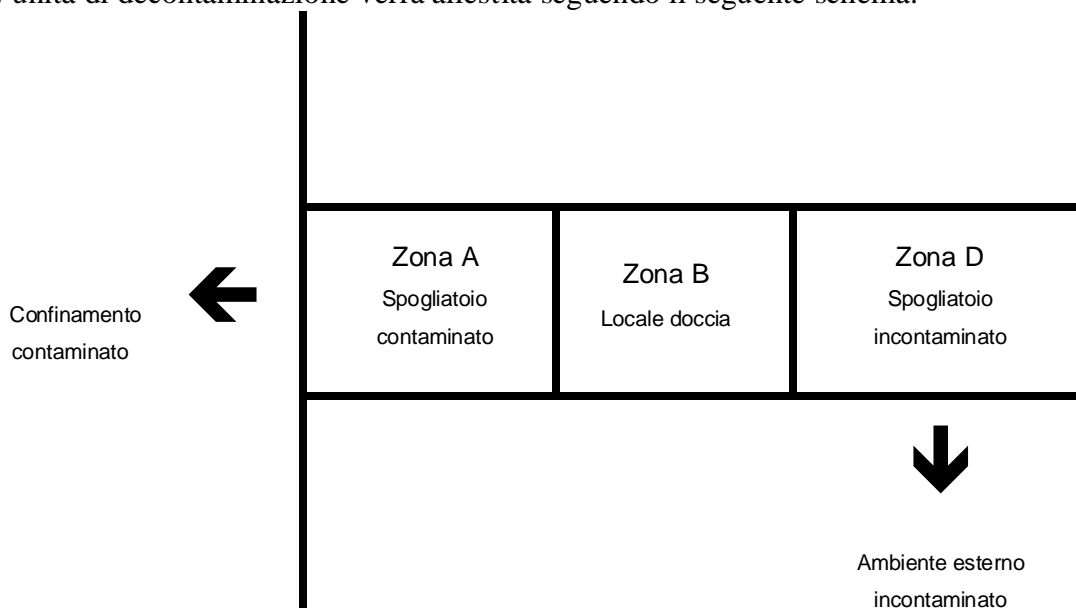 unità di decontaminazione verrà allestita seguendo il seguente schema:
Zona A
Spogliatoio
contaminato
Zona B
Locale doccia
Zona D
Spogliatoio
incontaminato
Confinamento
contaminato
Ambiente esterno
incontaminato